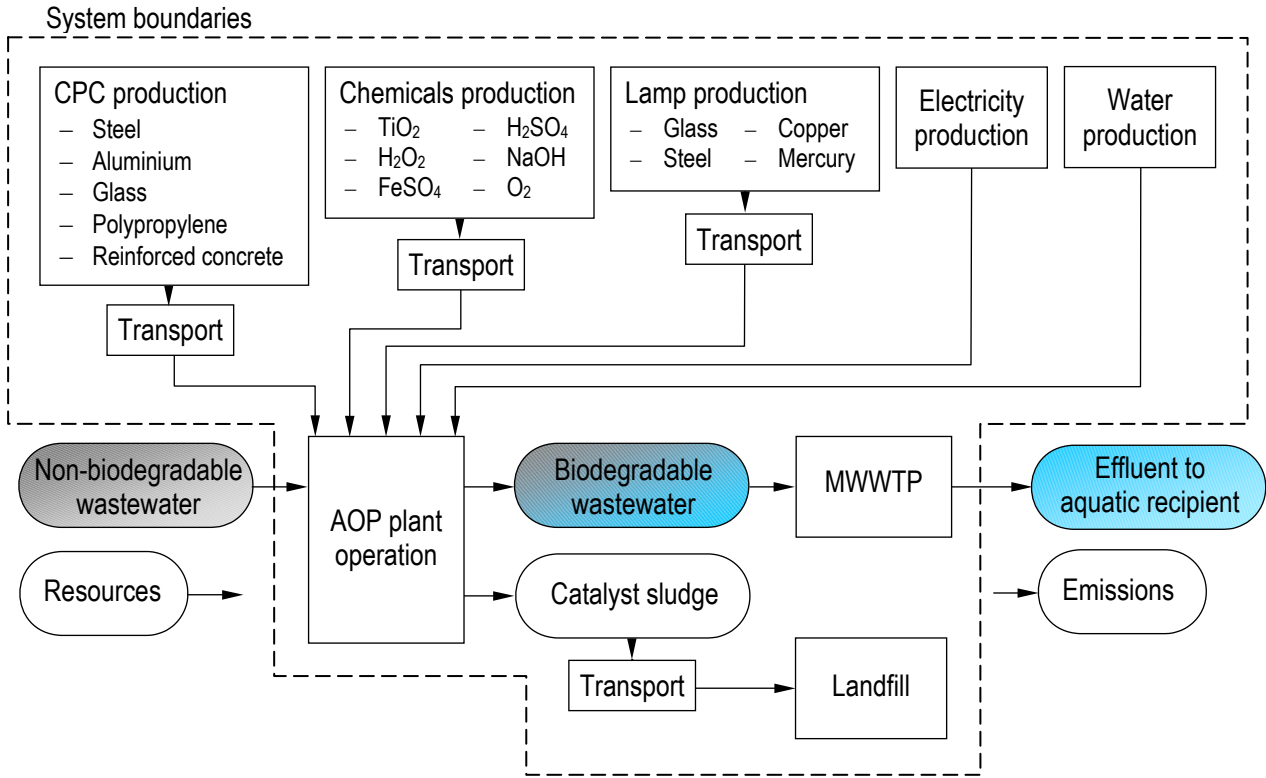 System boundaries
CPC production
– Steel
– Aluminium
– Glass
– Polypropylene
– Reinforced concrete
Transport
Chemicals production
– TiO₂ – H₂SO₄
– H₂O₂ – NaOH
– FeSO₄ – O₂
Transport
Lamp production
– Glass – Copper
– Steel – Mercury
Transport
Electricity
production
Water
production
Non-biodegradable
wastewater
AOP plant
operation
Biodegradable
wastewater
MWWTP
Effluent to
aquatic recipient
Resources
Catalyst sludge
Emissions
Transport
Landfill